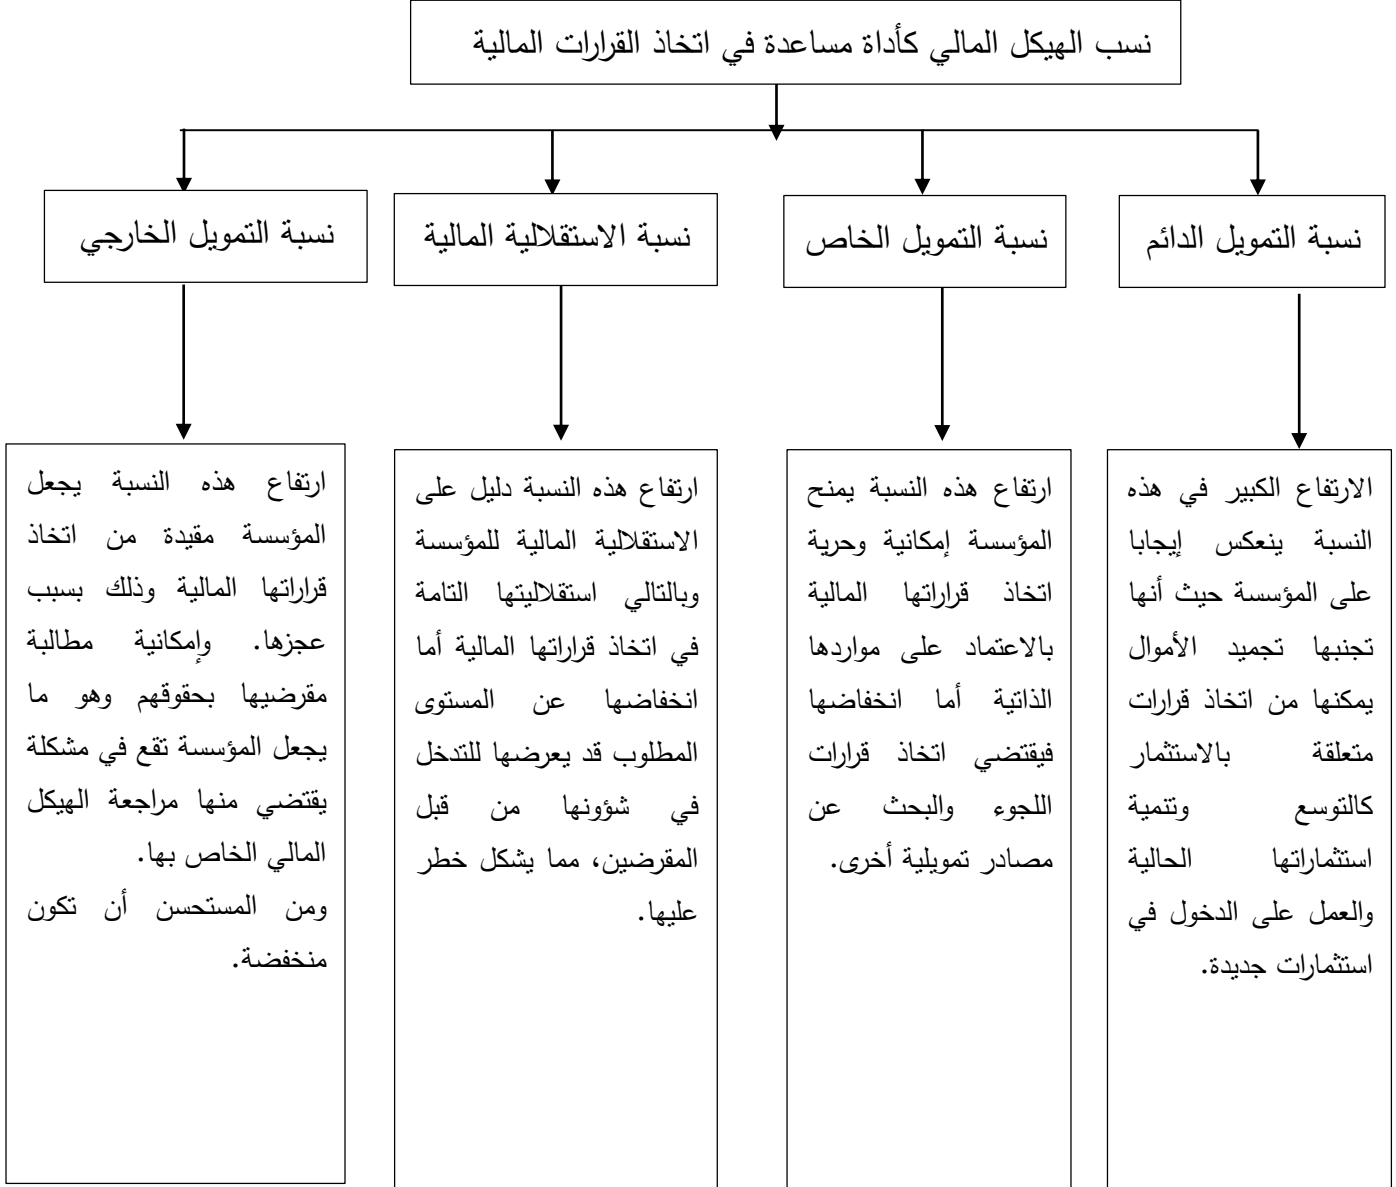 نسب الهيكل المالي كأداة مساعدة في اتخاذ القرارات المالية
نسبة التمويل الدائم
نسبة التمويل الخاص
نسبة الاستقلالية المالية
نسبة التمويل الخارجي
الارتفاع الكبير في هذه
النسبة ينعكس إيجابا
على المؤسسة حيث أنها
تجنبها تجميد الأموال
يمكنها من اتخاذ قرارات
متعلقة بالاستثمار
كالتوسع وتنمية
استثماراتها الحالية
والعمل على الدخول في
استثمارات جديدة.
ارتفاع هذه النسبة يمنح
المؤسسة إمكانية وحرية
اتخاذ قراراتها المالية
بالاعتماد على مواردها
الذاتية أما انخفاضها
فيقتضي اتخاذ قرارات
اللجوء والبحث عن
مصادر تمويلية أخرى.
ارتفاع هذه النسبة دليل على
الاستقلالية المالية للمؤسسة
وبالتالي استقلاليتها التامة
في اتخاذ قراراتها المالية أما
انخفاضها عن المستوى
المطلوب قد يعرضها للتدخل
في شؤونها من قبل
المقرضين، مما يشكل خطر
عليها.
ارتفاع هذه النسبة يجعل
المؤسسة مقيدة من اتخاذ
قراراتها المالية وذلك بسبب
عجزها. وإمكانية مطالبة
مقرضيها بحقوقهم وهو ما
يجعل المؤسسة تقع في مشكلة
يقتضي منها مراجعة الهيكل
المالي الخاص بها.
ومن المستحسن أن تكون
منخفضة.